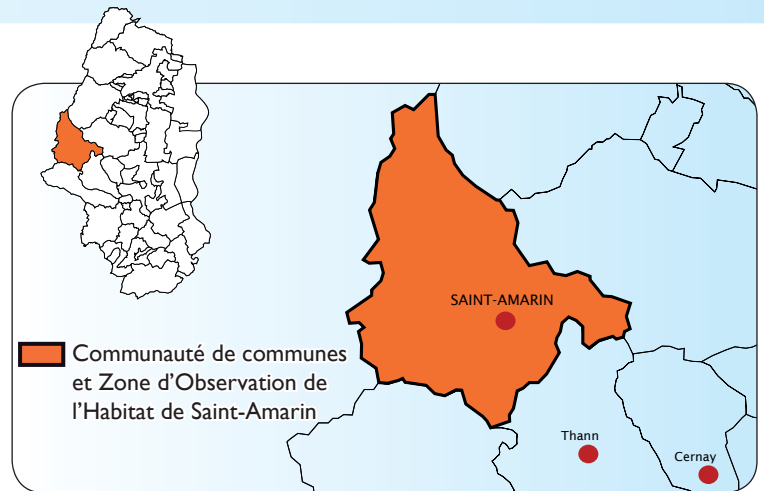 SAINT-AMARIN
Communauté de communes
et Zone d'Observation de
l'Habitat de Saint-Amarin
Thann
Cernay